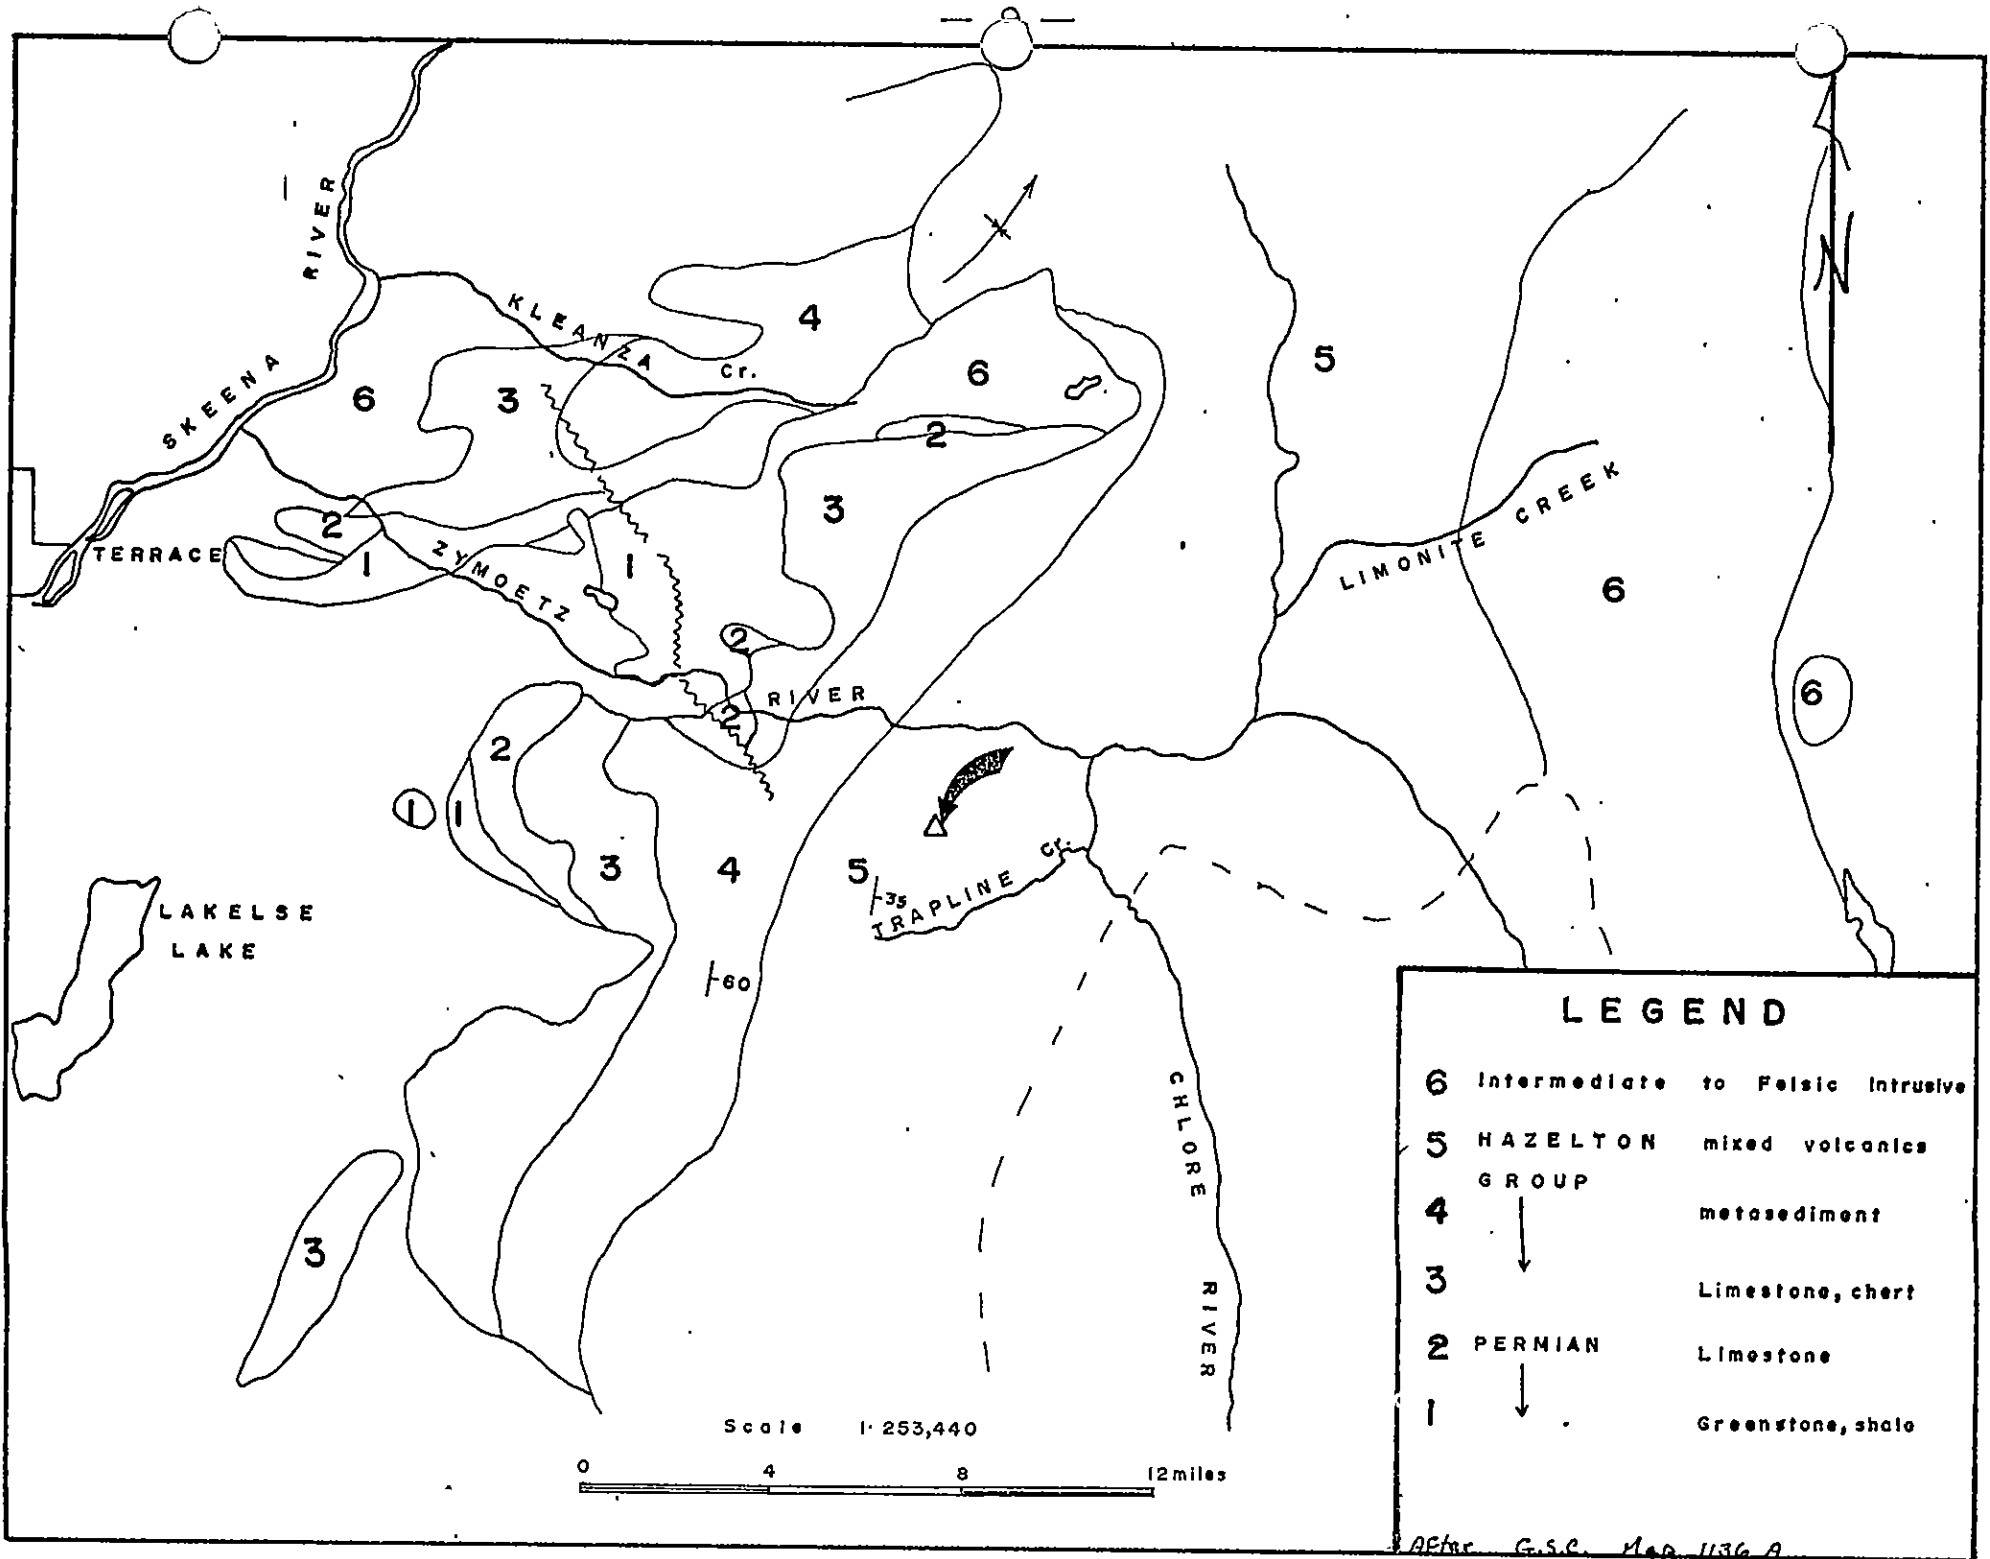 N
SKEENA RIVER
KLEANZA Cr.
4
5
6
6
3
2
3
2
TERRACE
1
ZYMOETZ RIVER
1
LIMONITE CREEK
6
2
2
6
2
1
1
3
4
5
35
TRAPLINE Cr.
LAKELSE
LAKE
60
CHLORE RIVER
3
Scale 1:253,440
0 4 8 12 miles
LEGEND
6 Intermediate to Felsic Intrusive
5 HAZELTON mixed volcanics
GROUP
4 metasediment
3 Limestone, chert
2 PERMIAN Limestone
1 Greenstone, shale
After G.S.C. Map 1136 A